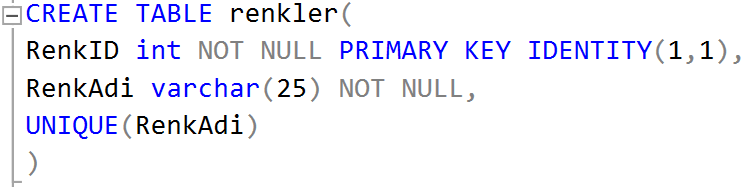 CREATE TABLE renkler(
RenkID int NOT NULL PRIMARY KEY IDENTITY(1,1),
RenkAdi varchar(25) NOT NULL,
UNIQUE(RenkAdi)
)